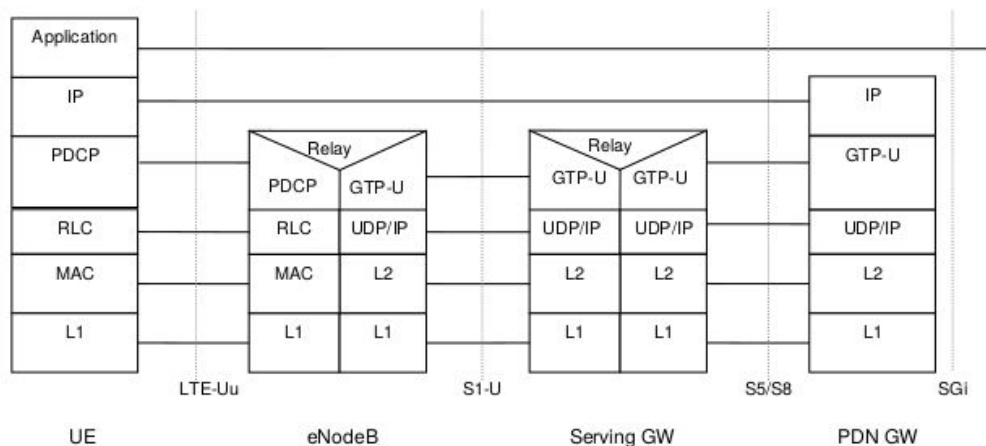 Application
IP
IP
PDCP
Relay
Relay
GTP-U
PDCP GTP-U
GTP-U GTP-U
RLC
RLC UDP/IP
UDP/IP UDP/IP
UDP/IP
MAC
MAC L2
L2 L2
L2
L1
L1 L1
L1 L1
L1
LTE-Uu
S1-U
S5/S8
SGi
UE
eNodeB
Serving GW
PDN GW